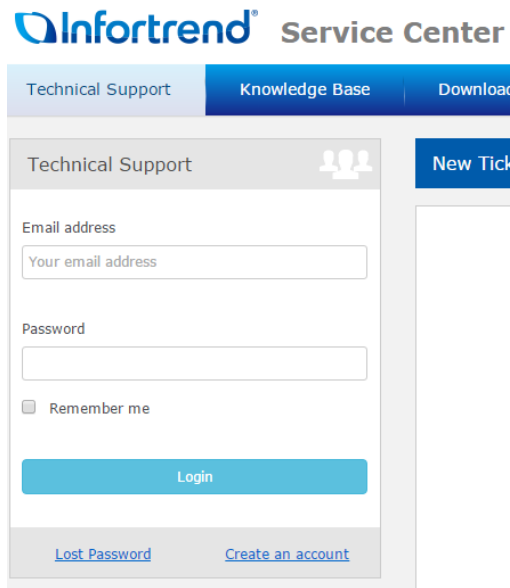 Infortrend® Service Center
Technical Support Knowledge Base Download
Technical Support
New Tick
Email address
Your email address
Password
Remember me
Login
Lost Password Create an account